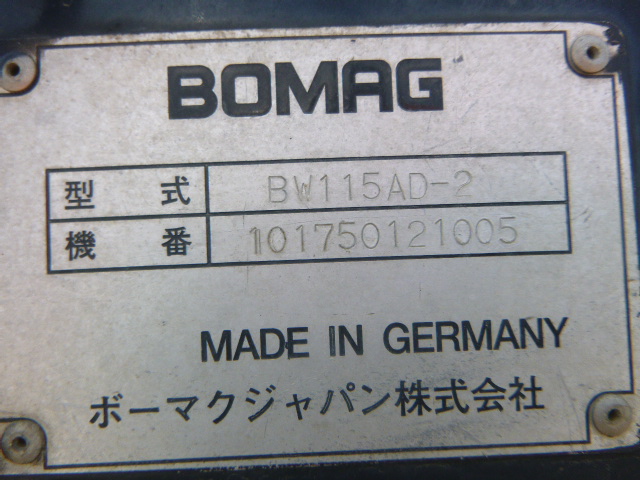 BOMAG
型式 BW115AD-2
機番 101750121005
MADE IN GERMANY
ボーマクジャパン株式会社